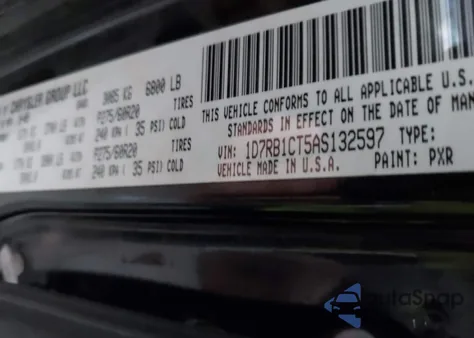 CHRYSLER GROUP LLC
3085 KG 6800 LB
TIRES
P275/60R20
240 KPA ( 35 PSI) COLD
TIRES
P275/60R20
240 KPA ( 35 PSI) COLD
THIS VEHICLE CONFORMS TO ALL APPLICABLE U.S.
STANDARDS IN EFFECT ON THE DATE OF MAN
VIN: 1D7RB1CT5AS132597 TYPE:
VEHICLE MADE IN U.S.A. PAINT: PXR
AutoSnap